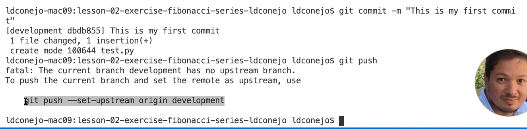 ldconejo-mac09:lesson-02-exercise-fibonacci-series-ldconejo ldconejo$ git commit -m "This is my first commi
t"
[development dbdb855] This is my first commit
 1 file changed, 1 insertion(+)
 create mode 100644 test.py
ldconejo-mac09:lesson-02-exercise-fibonacci-series-ldconejo ldconejo$ git push
fatal: The current branch development has no upstream branch.
To push the current branch and set the remote as upstream, use

    git push --set-upstream origin development

ldconejo-mac09:lesson-02-exercise-fibonacci-series-ldconejo ldconejo$